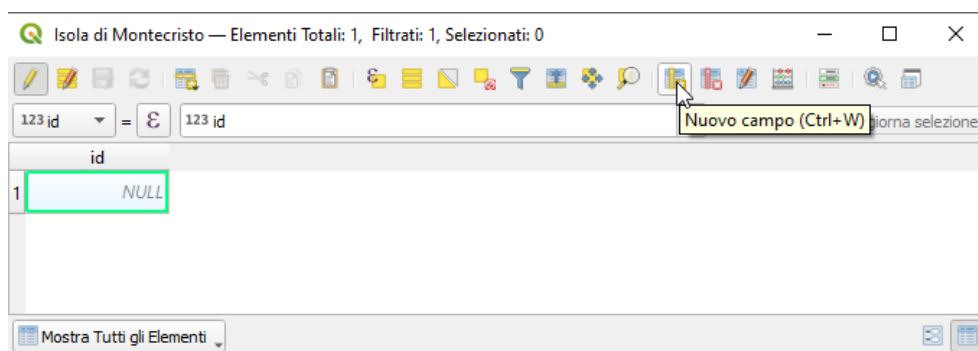 Isola di Montecristo — Elementi Totali: 1, Filtrati: 1, Selezionati: 0
123 id = ε 123 id
Nuovo campo (Ctrl+W) giorna selezione
id
1 NULL
Mostra Tutti gli Elementi